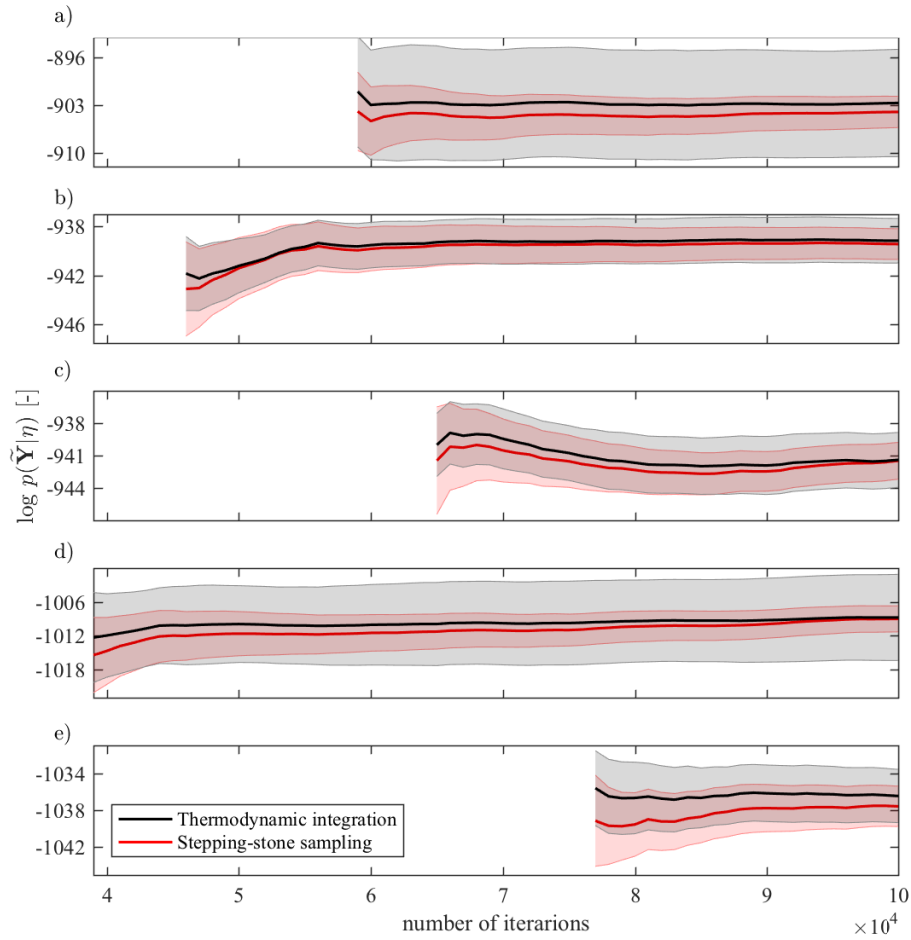 a)
-896
-903
-910
b)
-938
-942
-946
c)
-938
-941
-944
log p(Ỹ|η) [-]
d)
-1006
-1012
-1018
e)
-1034
-1038
-1042
Thermodynamic integration
Stepping-stone sampling
4 5 6 7 8 9 10
number of iterarions
×10⁴